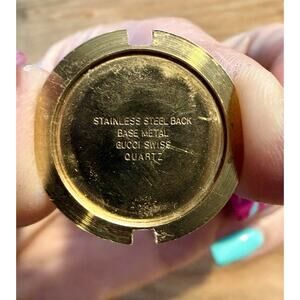 STAINLESS STEEL BACK
BASE METAL
GUCCI SWISS
QUARTZ